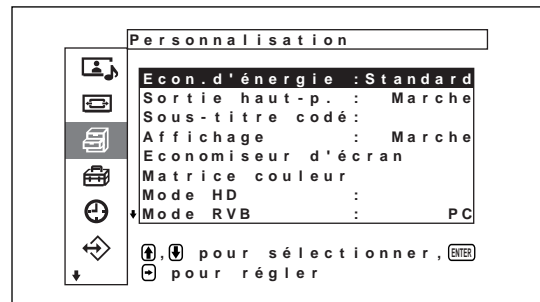 Personnalisation
Econ.d'énergie :Standard
Sortie haut-p. : Marche
Sous-titre codé:
Affichage : Marche
Economiseur d'écran
Matrice couleur
Mode HD :
Mode RVB : PC
, pour sélectionner, ENTER
pour régler